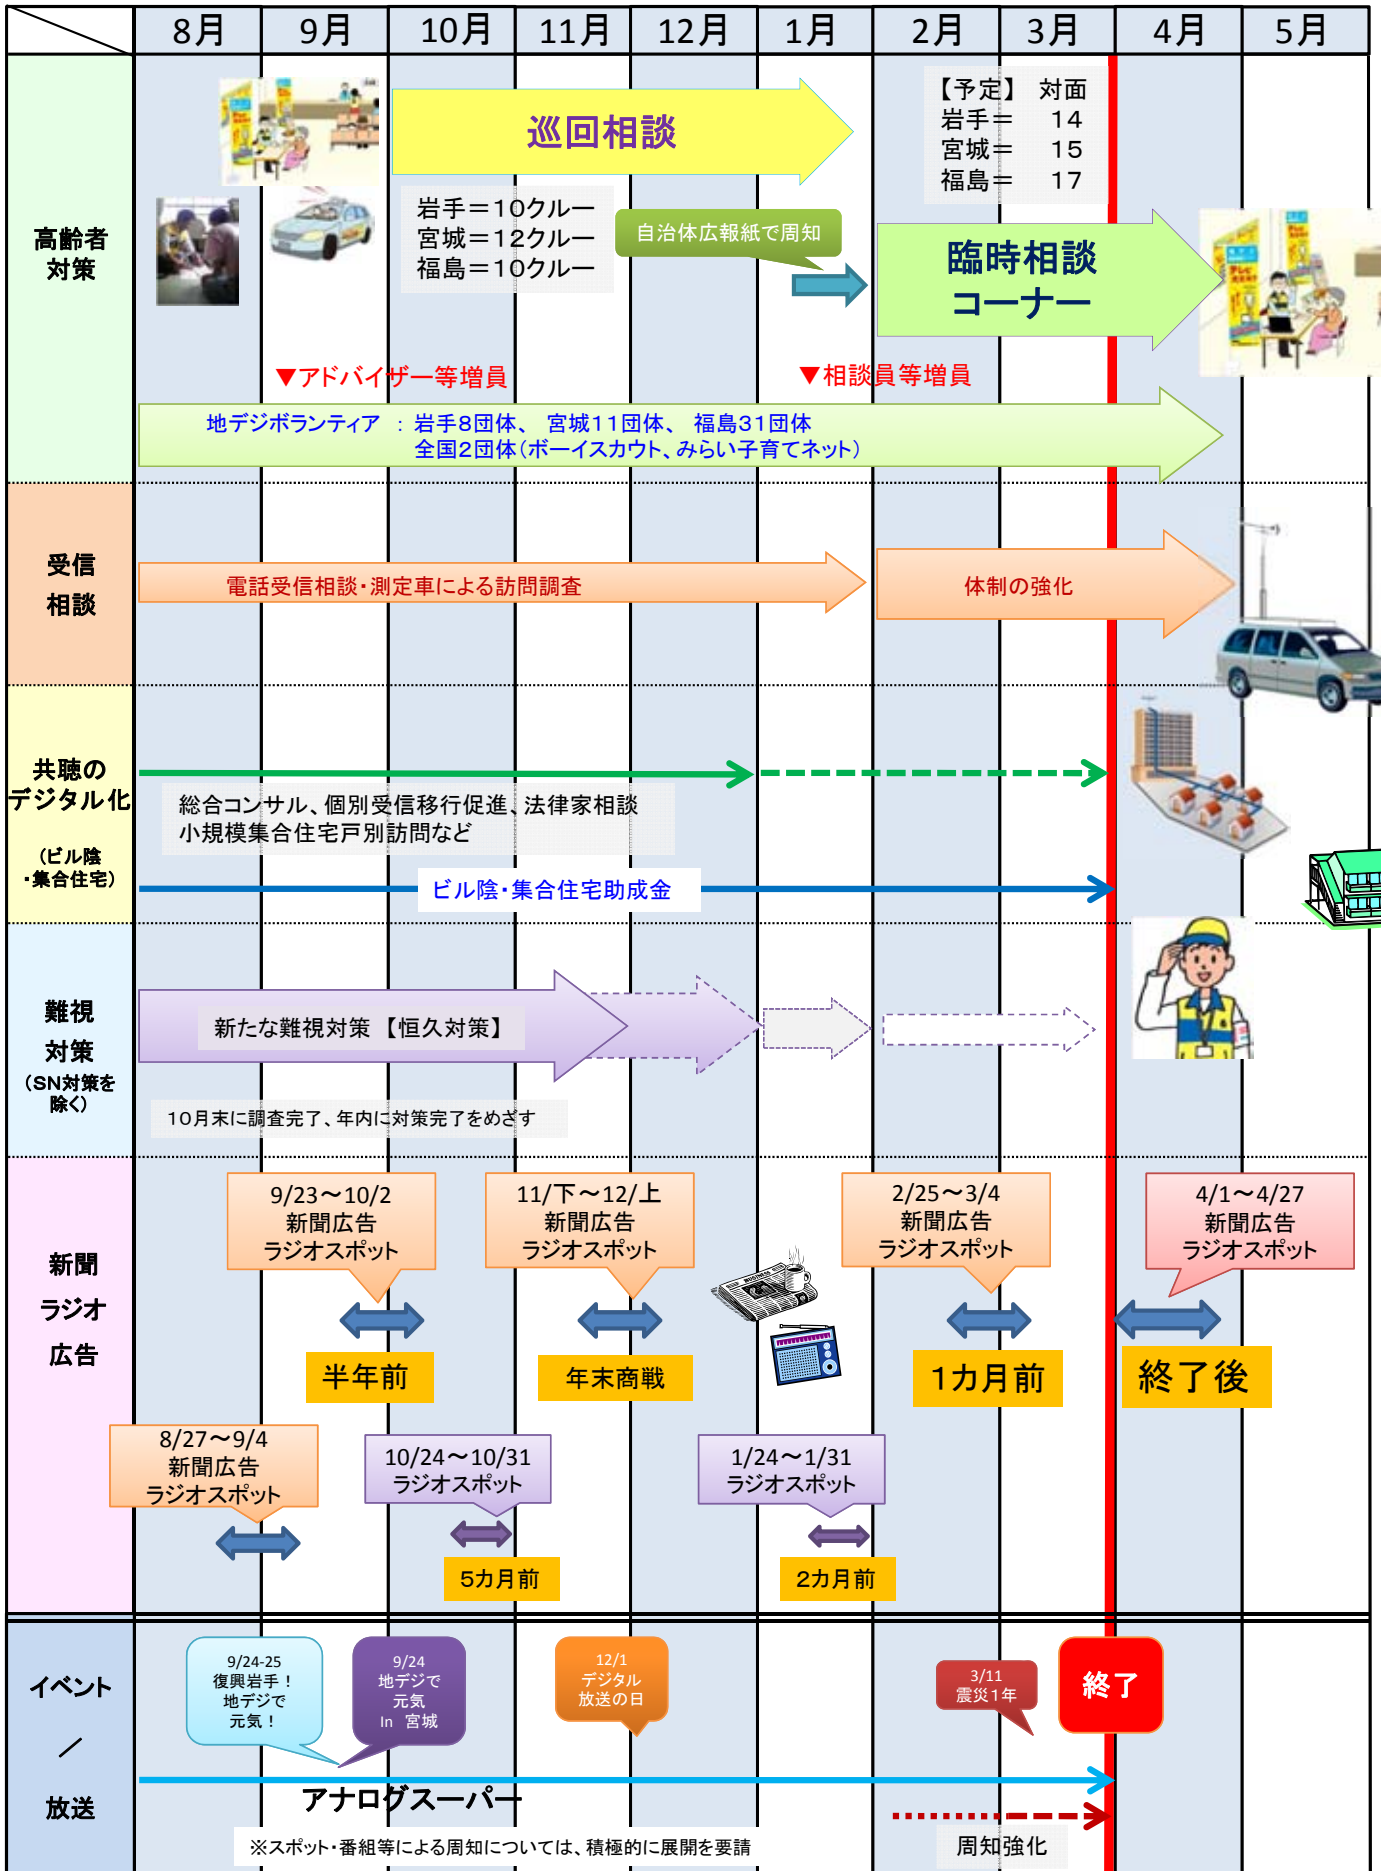 8月 9月 10月 11月 12月 1月 2月 3月 4月 5月
高齢者
対策
巡回相談
岩手＝10クルー
宮城＝12クルー
福島＝10クルー
自治体広報紙で周知
【予定】 対面
岩手＝ 14
宮城＝ 15
福島＝ 17
臨時相談
コーナー
▼アドバイザー等増員
▼相談員等増員
地デジボランティア ： 岩手8団体、 宮城11団体、 福島31団体
全国2団体（ボーイスカウト、みらい子育てネット）
受信
相談
電話受信相談・測定車による訪問調査
体制の強化
共聴の
デジタル化
（ビル陰
・集合住宅）
総合コンサル、個別受信移行促進、法律家相談
小規模集合住宅戸別訪問など
ビル陰・集合住宅助成金
難視
対策
（SN対策を
除く）
新たな難視対策 【恒久対策】
10月末に調査完了、年内に対策完了をめざす
新聞
ラジオ
広告
9/23～10/2
新聞広告
ラジオスポット
半年前
11/下～12/上
新聞広告
ラジオスポット
年末商戦
2/25～3/4
新聞広告
ラジオスポット
1カ月前
4/1～4/27
新聞広告
ラジオスポット
終了後
8/27～9/4
新聞広告
ラジオスポット
10/24～10/31
ラジオスポット
5カ月前
1/24～1/31
ラジオスポット
2カ月前
イベント
／
放送
9/24-25
復興岩手！
地デジで
元気！
9/24
地デジで
元気
In 宮城
12/1
デジタル
放送の日
3/11
震災1年
終了
アナログスーパー
※スポット・番組等による周知については、積極的に展開を要請
周知強化